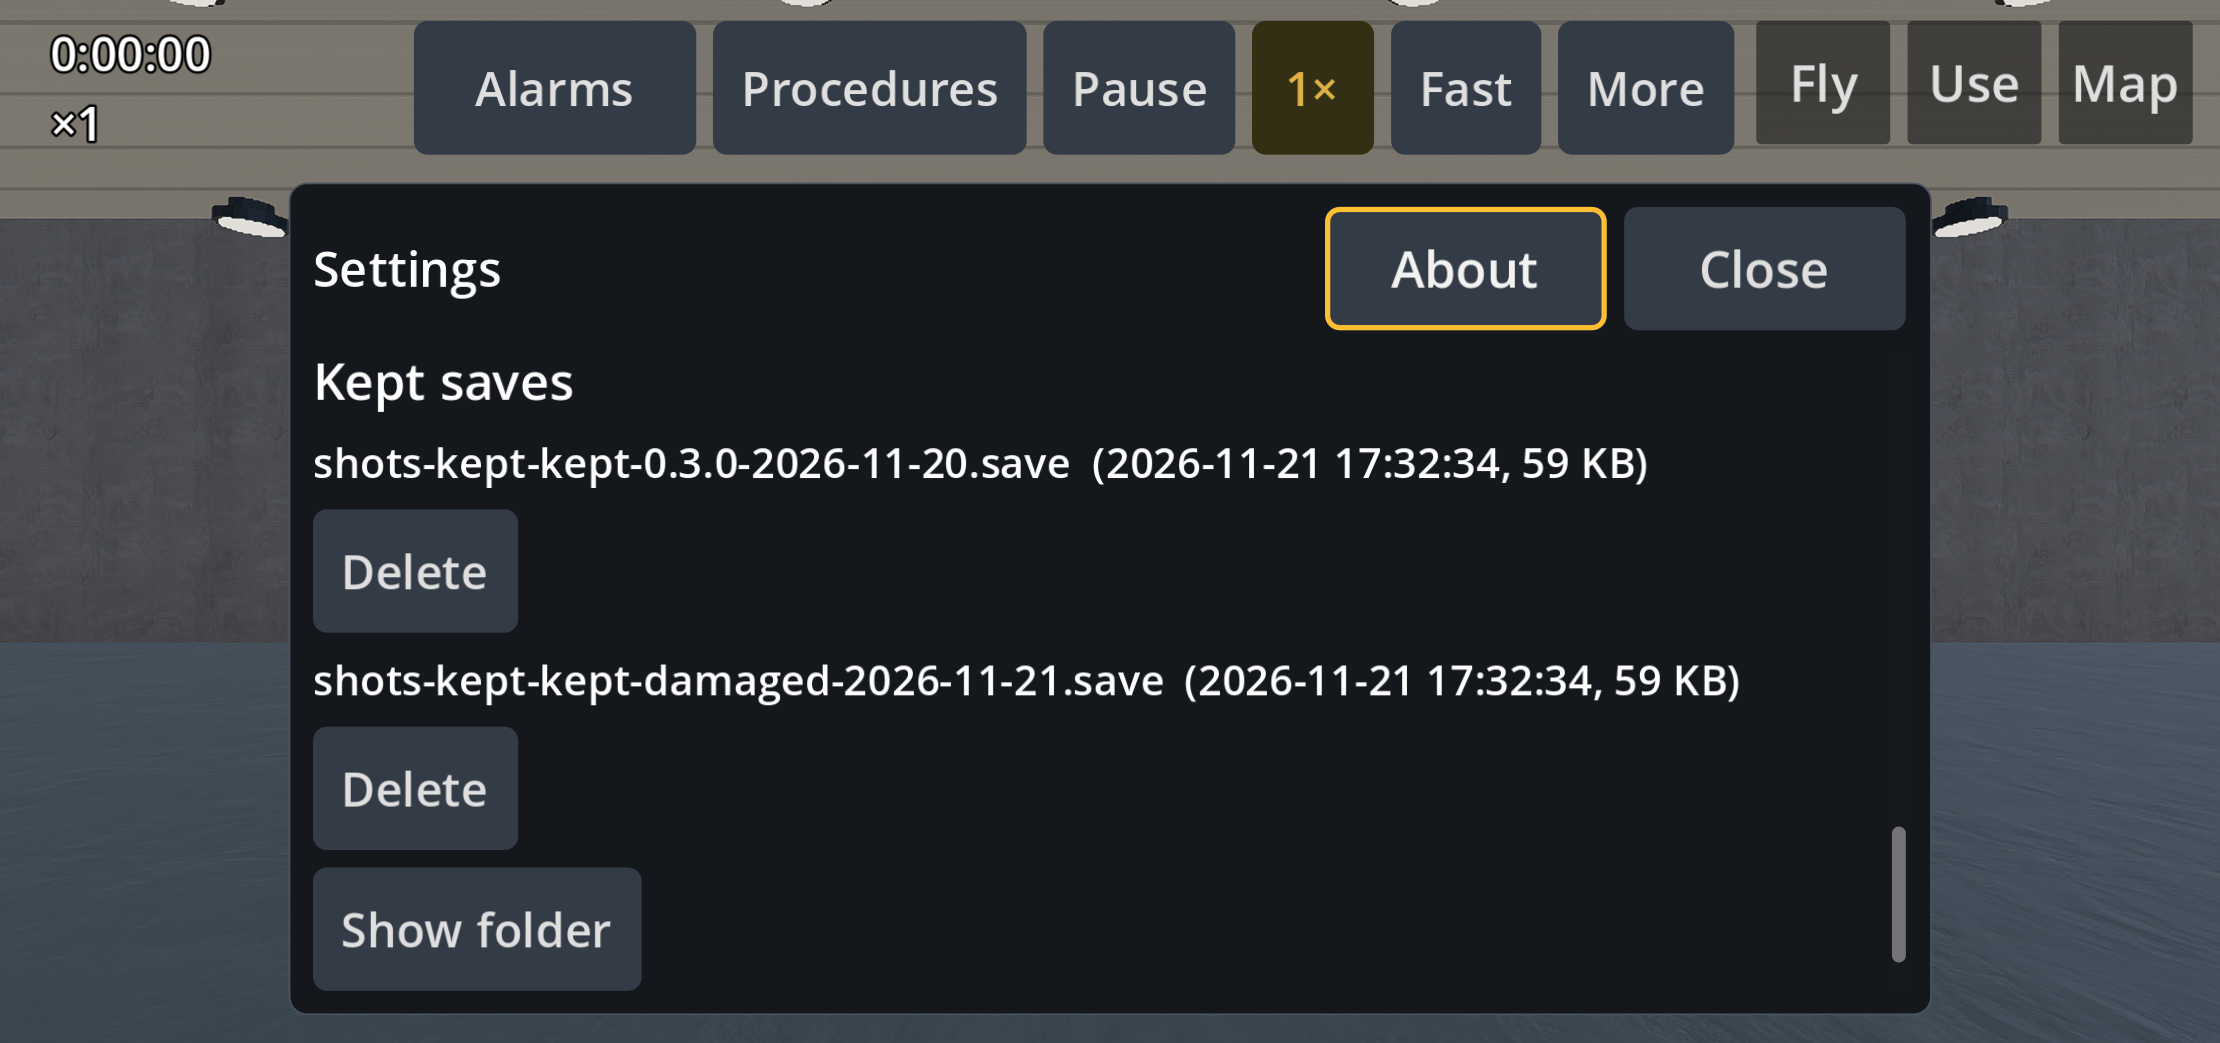 0:00:00
×1
Alarms Procedures Pause 1× Fast More Fly Use Map
Settings About Close
Kept saves
shots-kept-kept-0.3.0-2026-11-20.save (2026-11-21 17:32:34, 59 KB)
Delete
shots-kept-kept-damaged-2026-11-21.save (2026-11-21 17:32:34, 59 KB)
Delete
Show folder